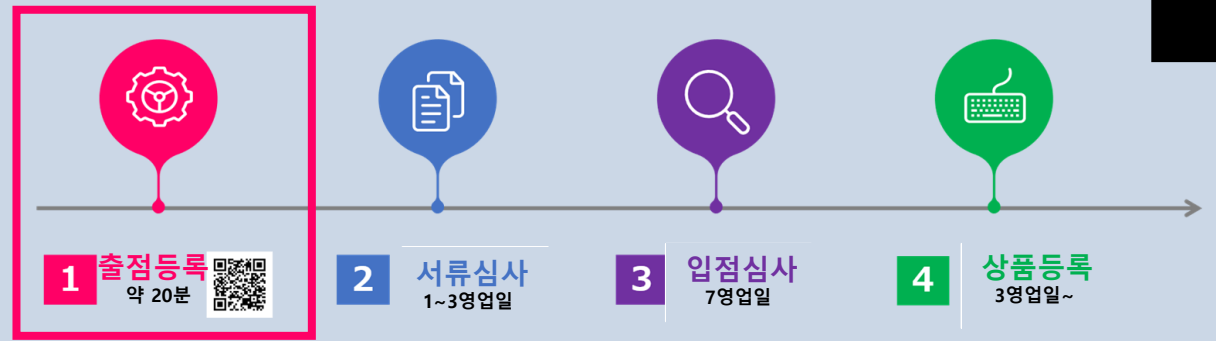 1 출점등록
약 20분
2 서류심사
1~3영업일
3 입점심사
7영업일
4 상품등록
3영업일~